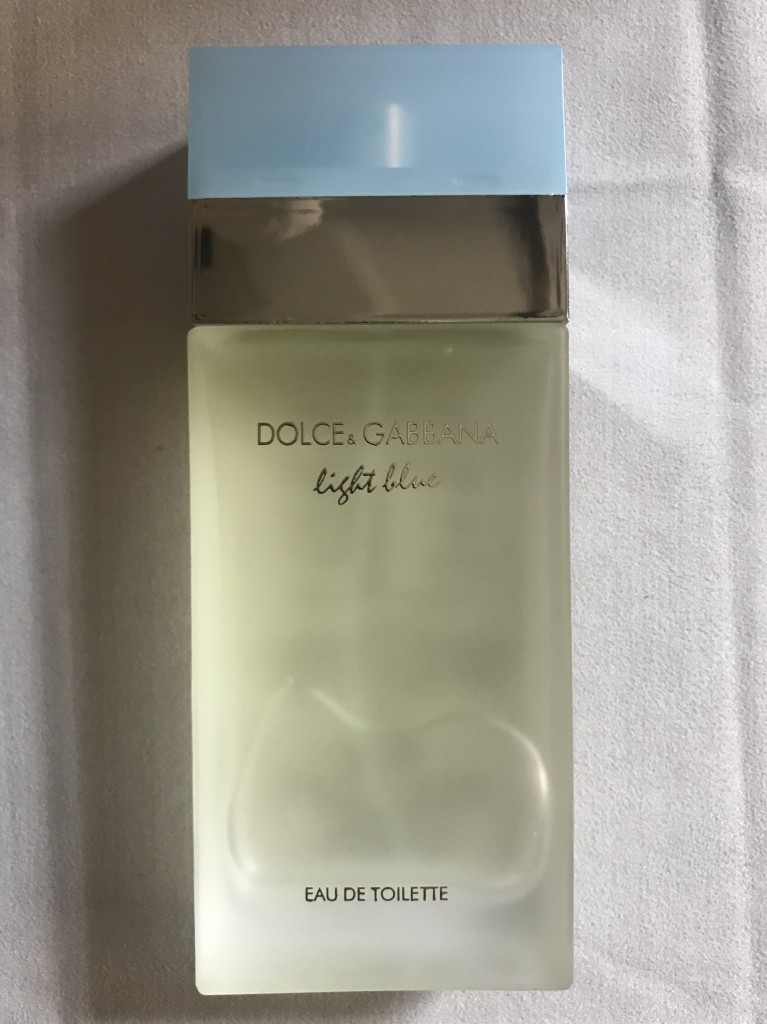 DOLCE & GABBANA
light blue
EAU DE TOILETTE